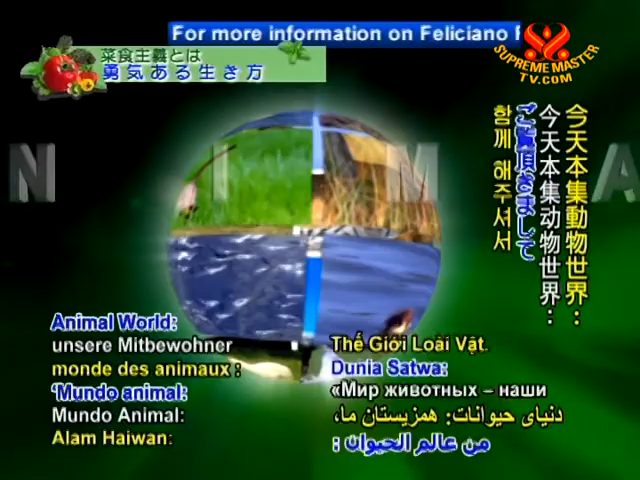 For more information on Feliciano
SUPREME MASTER
TV.COM
菜食主義とは
勇気ある生き方
N I M A
今天本集動物世界：
今天本集动物世界：
ご覧頂きまして
함께 해주셔서
Animal World:
unsere Mitbewohner
monde des animaux :
‘Mundo animal:
Mundo Animal:
Alam Haiwan:
Thế Giới Loài Vật.
Dunia Satwa:
«Мир животных – наши
دنیای حیوانات: همزیستان ما،
من عالم الحيوان :